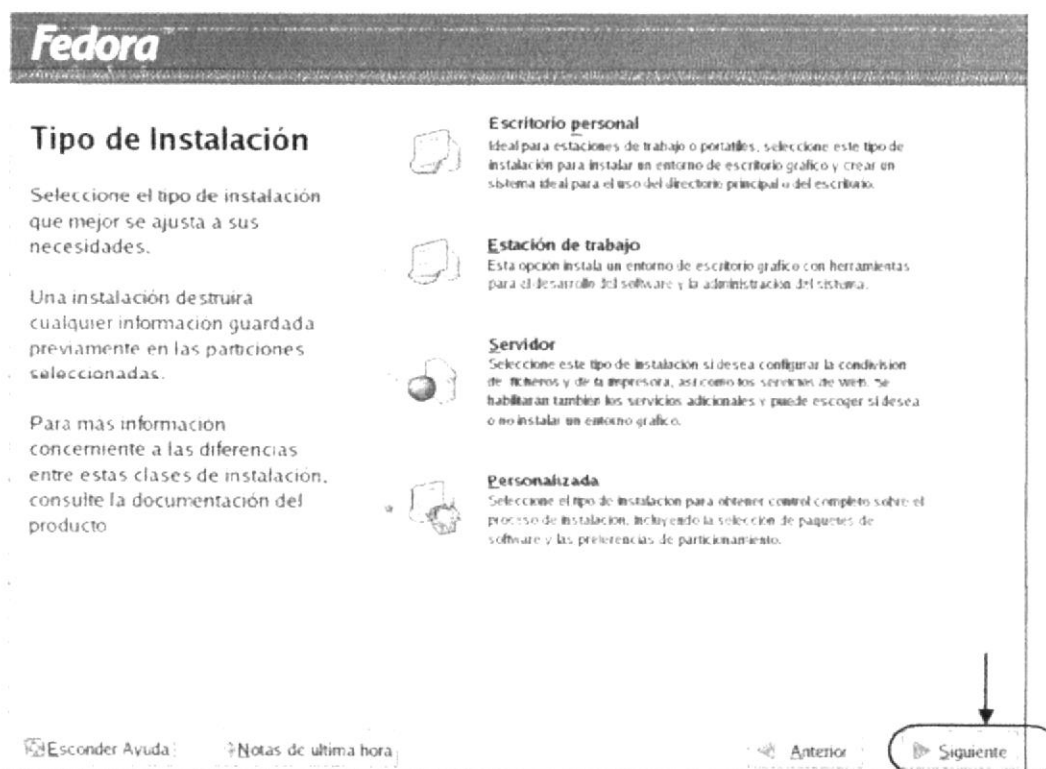 Fedora
Tipo de Instalación
Seleccione el tipo de instalación
que mejor se ajusta a sus
necesidades.
Una instalación destruira
cualquier informacion guardada
previamente en las particiones
seleccionadas.
Para mas información
concerniente a las diferencias
entre estas clases de instalación,
consulte la documentación del
producto
Escritorio personal
Ideal para estaciones de trabajo o portatiles, seleccione este tipo de
instalación para instalar un entorno de escritorio grafico y crear un
sistema ideal para el uso del directorio principal o del escritorio.
Estación de trabajo
Esta opción instala un entorno de escritorio grafico con herramientas
para el desarrollo del software y la administración del sistema.
Servidor
Seleccione este tipo de instalación si desea configurar la condivision
de ficheros y de la impresora, asi como los servicios de web. Se
habilitaran tambien los servicios adicionales y puede escoger si desea
o no instalar un entorno grafico.
Personalizada
Seleccione el tipo de instalacion para obtener control completo sobre el
proceso de instalacion, incluyendo la selección de paquetes de
software y las preferencias de particionamiento.
Esconder Ayuda
Notas de ultima hora
Anterior
Siguiente